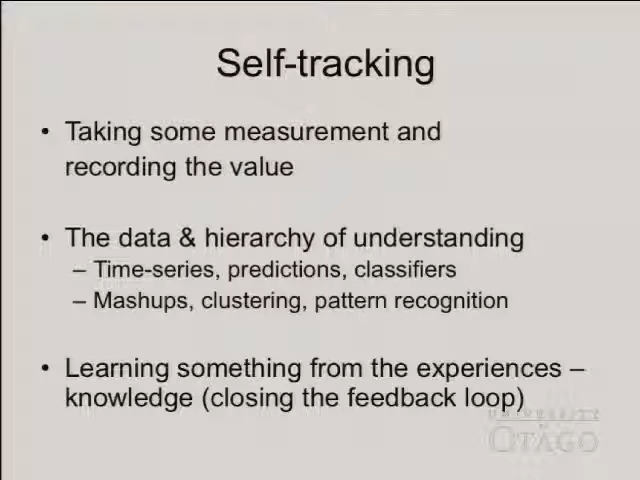 Self-tracking
• Taking some measurement and
recording the value
• The data & hierarchy of understanding
– Time-series, predictions, classifiers
– Mashups, clustering, pattern recognition
• Learning something from the experiences –
knowledge (closing the feedback loop)
UNIVERSITY
OTAGO